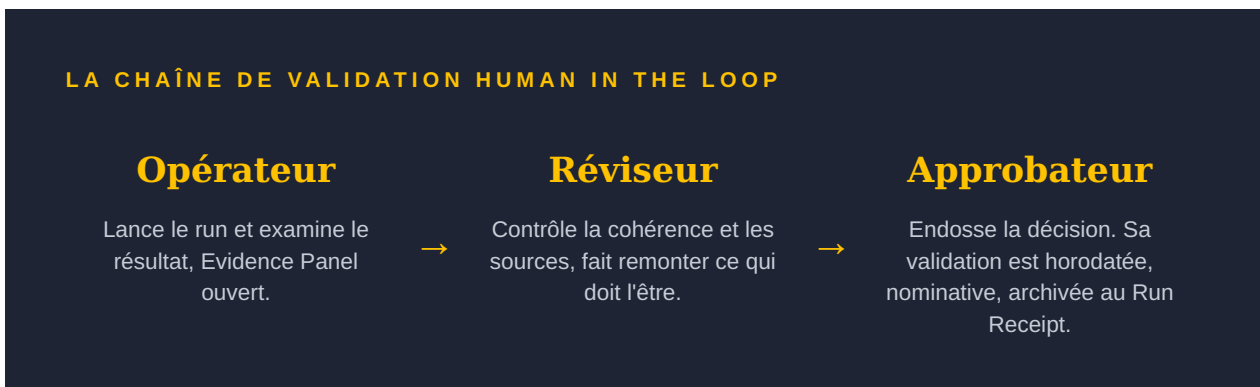 LA CHAÎNE DE VALIDATION HUMAN IN THE LOOP
Opérateur
Lance le run et examine le
résultat, Evidence Panel
ouvert.
→
Réviseur
Contrôle la cohérence et les
sources, fait remonter ce qui
doit l'être.
→
Approbateur
Endosse la décision. Sa
validation est horodatée,
nominative, archivée au Run
Receipt.